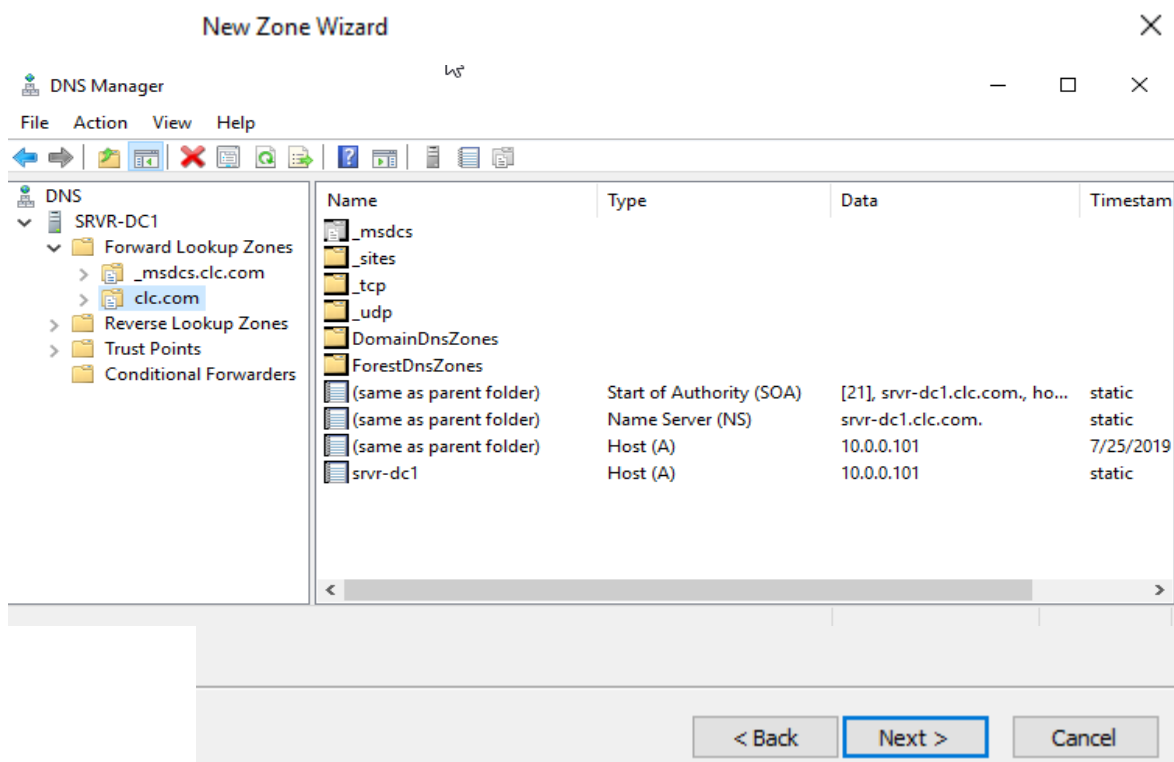 New Zone Wizard
DNS Manager
File Action View Help
DNS
SRVR-DC1
Forward Lookup Zones
_msdcs.clc.com
clc.com
Reverse Lookup Zones
Trust Points
Conditional Forwarders
Name Type Data Timestam
_msdcs
_sites
_tcp
_udp
DomainDnsZones
ForestDnsZones
(same as parent folder) Start of Authority (SOA) [21], srvr-dc1.clc.com., ho... static
(same as parent folder) Name Server (NS) srvr-dc1.clc.com. static
(same as parent folder) Host (A) 10.0.0.101 7/25/2019
srvr-dc1 Host (A) 10.0.0.101 static
< Back Next > Cancel